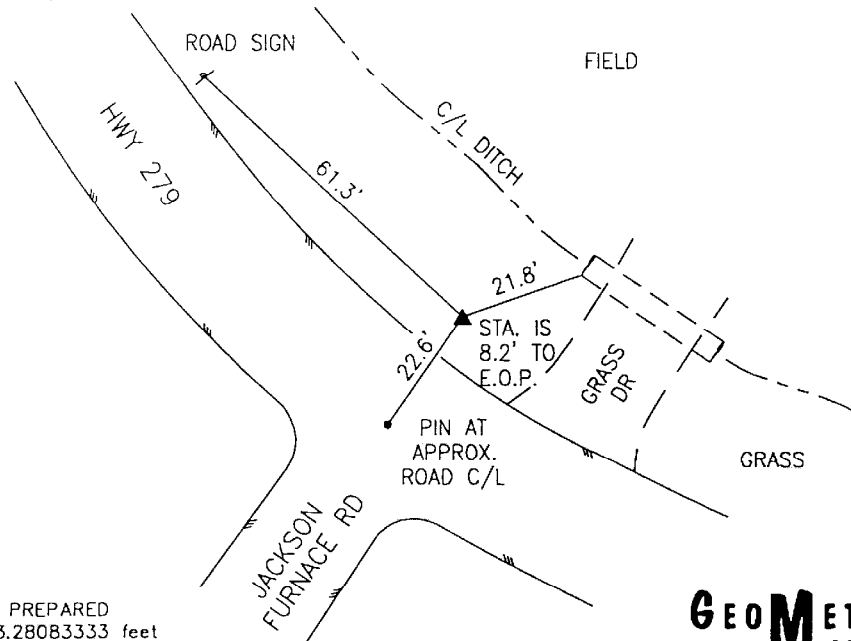 ROAD SIGN
FIELD
HWY 279
C/L DITCH
61.3'
21.8'
STA. IS
8.2' TO
E.O.P.
22.6'
GRASS
DR
PIN AT
APPROX.
ROAD C/L
GRASS
JACKSON
FURNACE RD
PREPARED
3.28083333 feet
GEOMET